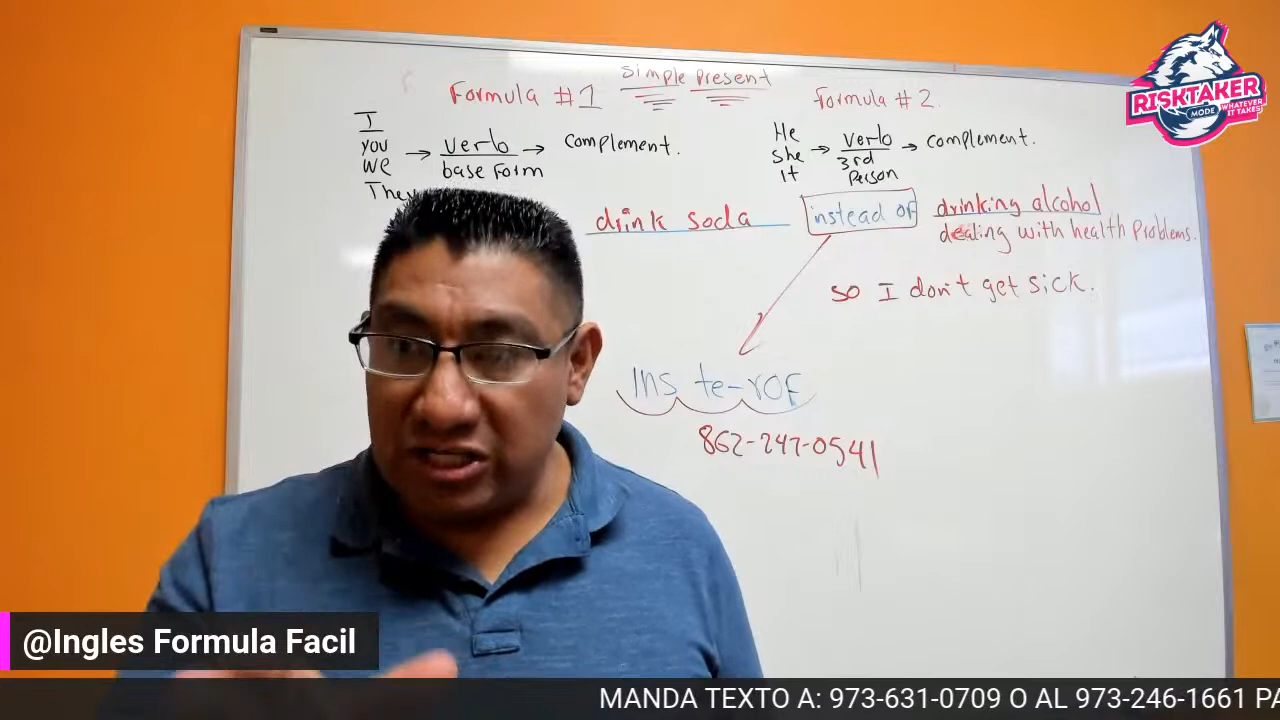 simple present
Formula #1
Formula # 2.
I
you
we
They
→ verb → complement.
base Form
He
she
it
→ verb → complement.
3rd
person
drink soda
instead of
drinking alcohol
dealing with health problems.
so I don't get sick.
Ins te-rOF
862-247-0541
RISKTAKER
MODE
WHATEVER
IT TAKES
@Ingles Formula Facil
MANDA TEXTO A: 973-631-0709 O AL 973-246-1661 PA